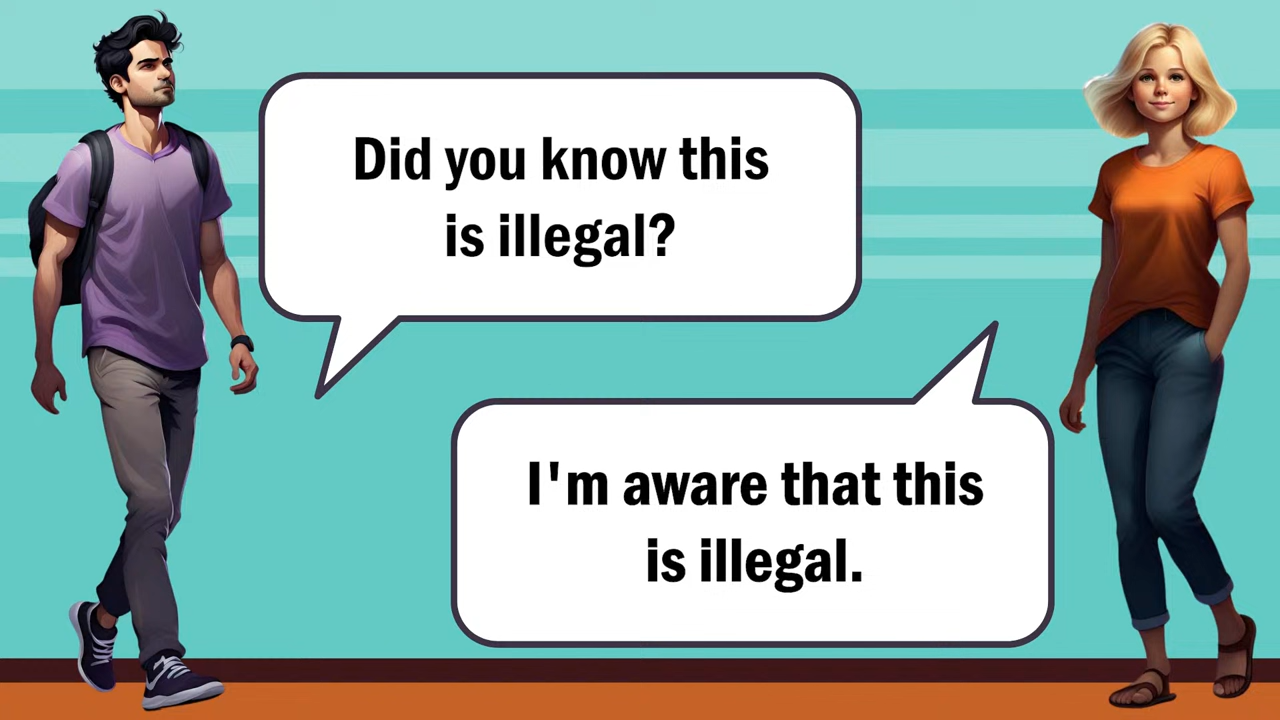 Did you know this
is illegal?
I'm aware that this
is illegal.